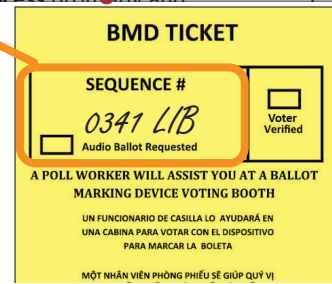 BMD TICKET
SEQUENCE #
0341 LIB
Audio Ballot Requested
Voter
Verified
A POLL WORKER WILL ASSIST YOU AT A BALLOT
MARKING DEVICE VOTING BOOTH
UN FUNCIONARIO DE CASILLA LO AYUDARÁ EN
UNA CABINA PARA VOTAR CON EL DISPOSITIVO
PARA MARCAR LA BOLETA
MỘT NHÂN VIÊN PHÒNG PHIẾU SẼ GIÚP QUÝ VỊ